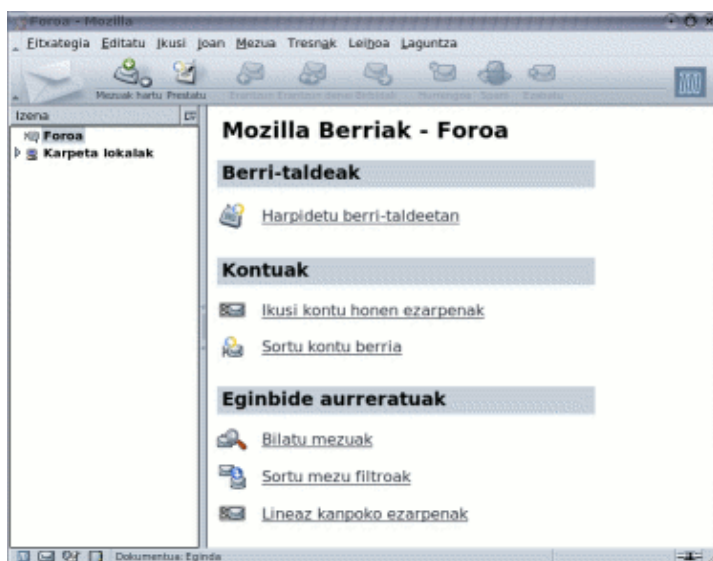 Foroa - Mozilla
Fitxategia Editatu Ikusi Joan Mezua Tresnak Leihoa Laguntza
Mezuak hartu Prestatu
Izena
Foroa
Karpeta lokalak
Mozilla Berriak - Foroa
Berri-taldeak
Harpidetu berri-taldeetan
Kontuak
Ikusi kontu honen ezarpenak
Sortu kontu berria
Eginbide aurreratuak
Bilatu mezuak
Sortu mezu filtroak
Lineaz kanpoko ezarpenak
Dokumentua: Eginda